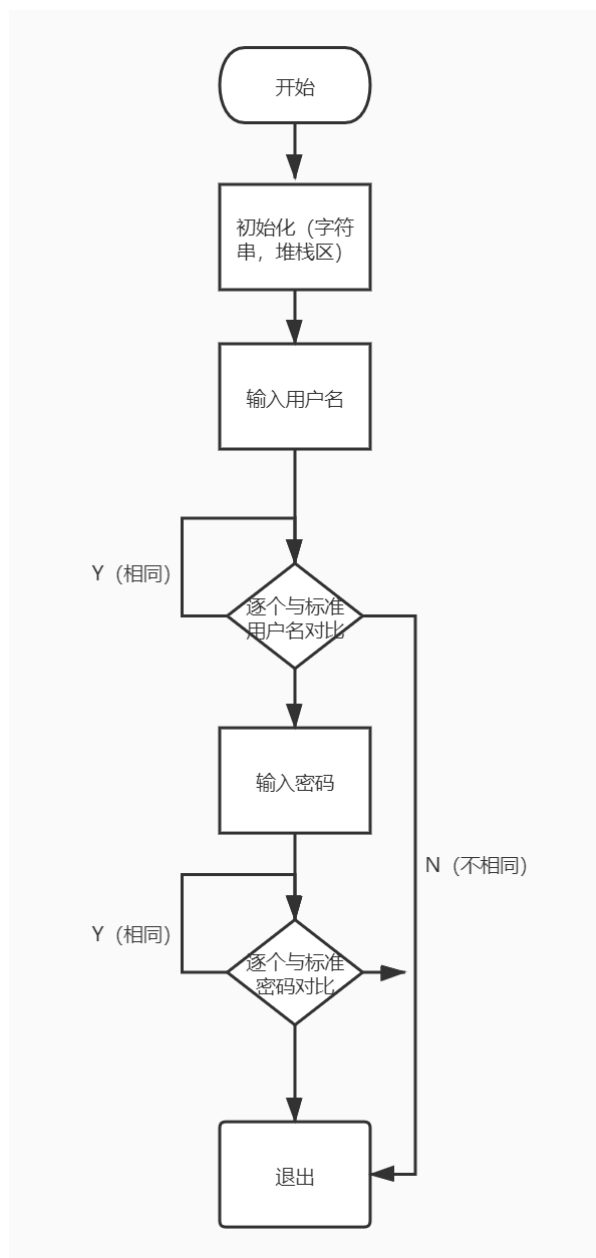 开始
初始化（字符
串，堆栈区）
输入用户名
Y（相同）
逐个与标准
用户名对比
输入密码
N（不相同）
Y（相同）
逐个与标准
密码对比
退出